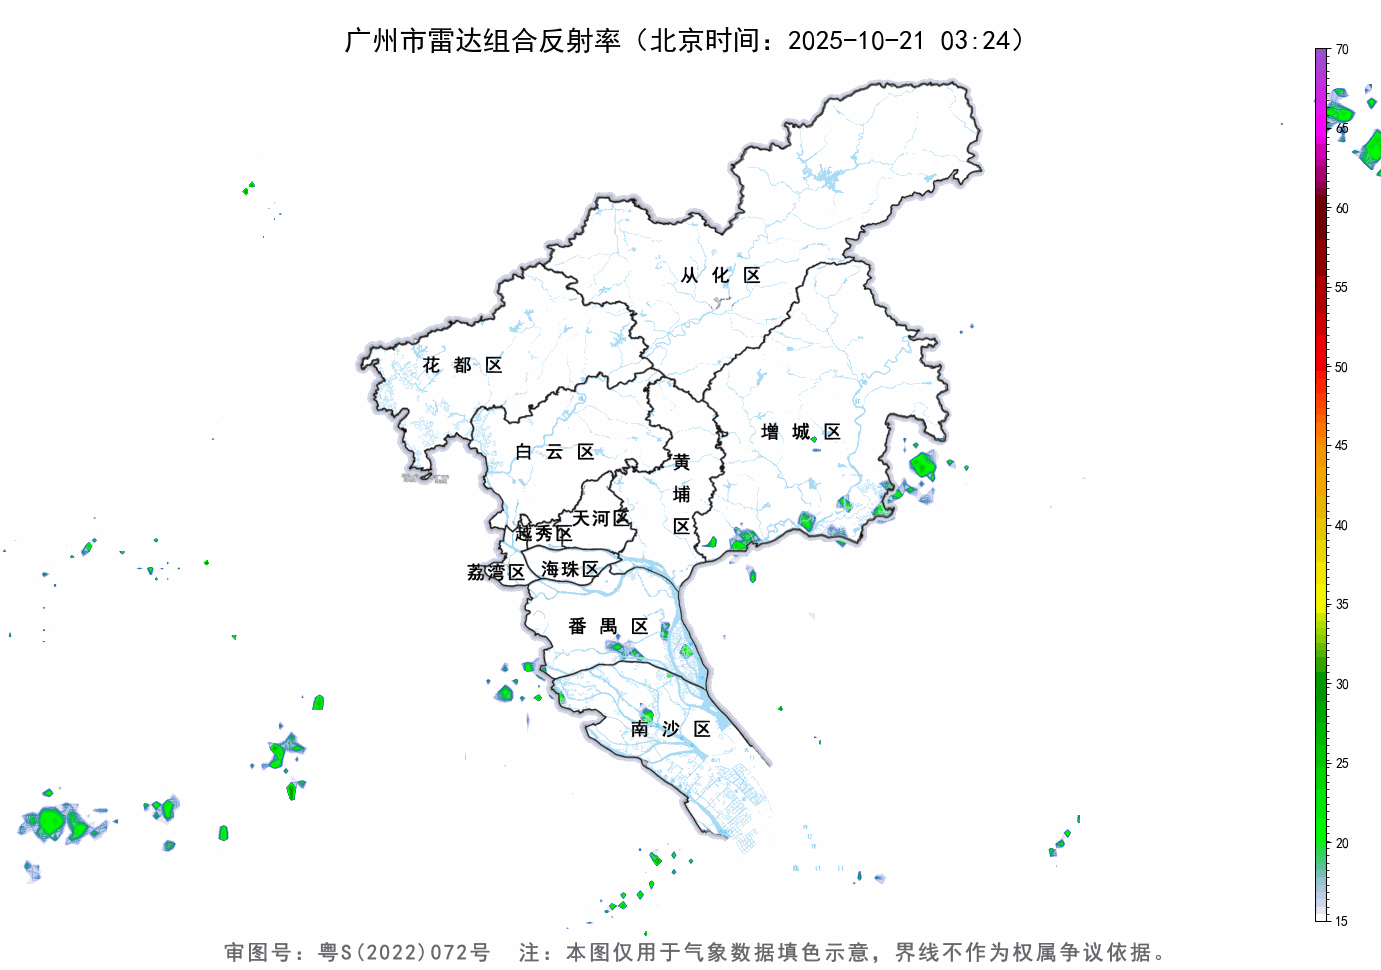 广州市雷达组合反射率（北京时间：2025-10-21 03:24）
70
65
60
55
50
45
40
35
30
25
20
15
从化区
花都区
增城区
白云区
黄埔区
天河区
越秀区
荔湾区
海珠区
番禺区
南沙区
审图号：粤S(2022)072号 注：本图仅用于气象数据填色示意，界线不作为权属争议依据。